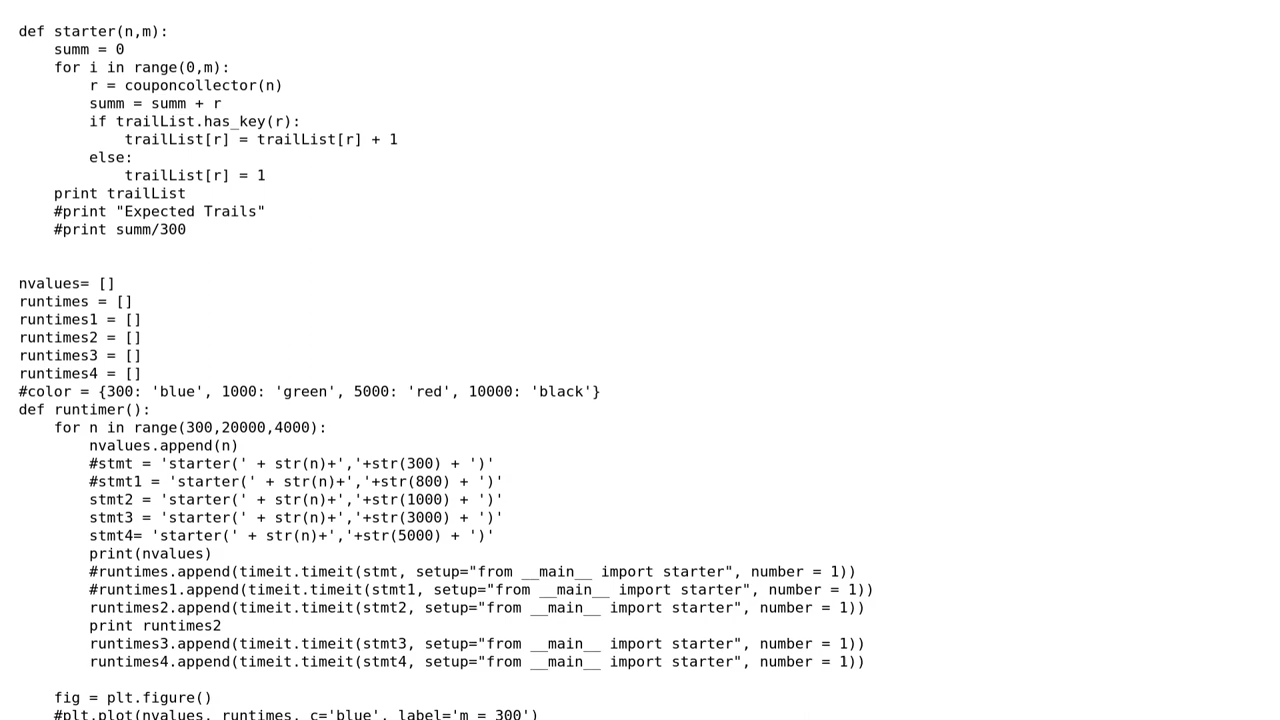 def starter(n,m):
    summ = 0
    for i in range(0,m):
        r = couponcollector(n)
        summ = summ + r
        if trailList.has_key(r):
            trailList[r] = trailList[r] + 1
        else:
            trailList[r] = 1
    print trailList
    #print "Expected Trails"
    #print summ/300
nvalues= []
runtimes = []
runtimes1 = []
runtimes2 = []
runtimes3 = []
runtimes4 = []
#color = {300: 'blue', 1000: 'green', 5000: 'red', 10000: 'black'}
def runtimer():
    for n in range(300,20000,4000):
        nvalues.append(n)
        #stmt = 'starter(' + str(n)+','+str(300) + ')'
        #stmt1 = 'starter(' + str(n)+','+str(800) + ')'
        stmt2 = 'starter(' + str(n)+','+str(1000) + ')'
        stmt3 = 'starter(' + str(n)+','+str(3000) + ')'
        stmt4= 'starter(' + str(n)+','+str(5000) + ')'
        print(nvalues)
        #runtimes.append(timeit.timeit(stmt, setup="from __main__ import starter", number = 1))
        #runtimes1.append(timeit.timeit(stmt1, setup="from __main__ import starter", number = 1))
        runtimes2.append(timeit.timeit(stmt2, setup="from __main__ import starter", number = 1))
        print runtimes2
        runtimes3.append(timeit.timeit(stmt3, setup="from __main__ import starter", number = 1))
        runtimes4.append(timeit.timeit(stmt4, setup="from __main__ import starter", number = 1))
    fig = plt.figure()
    #plt.plot(nvalues, runtimes, c='blue', label='m = 300')